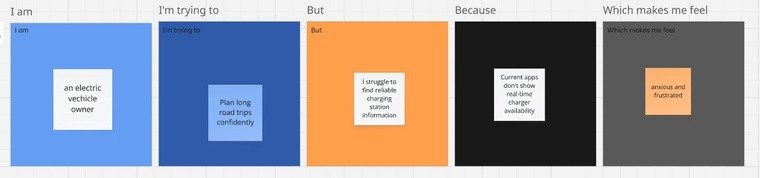 I am
I'm trying to
But
Because
Which makes me feel
I am
I'm trying to
But
Which makes me feel
an electric
vechicle
owner
Plan long
road trips
confidently
I struggle to
find reliable
charging
station
information
Current apps
don't show
real-time
charger
availability
anxious and
frustrated